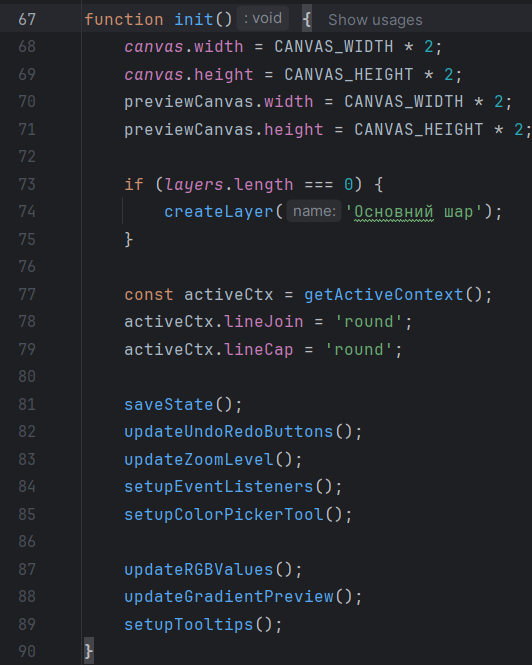 67 function init() : void { Show usages
68 canvas.width = CANVAS_WIDTH * 2;
69 canvas.height = CANVAS_HEIGHT * 2;
70 previewCanvas.width = CANVAS_WIDTH * 2;
71 previewCanvas.height = CANVAS_HEIGHT * 2;
72
73 if (layers.length === 0) {
74 createLayer( name: 'Основний шар');
75 }
76
77 const activeCtx = getActiveContext();
78 activeCtx.lineJoin = 'round';
79 activeCtx.lineCap = 'round';
80
81 saveState();
82 updateUndoRedoButtons();
83 updateZoomLevel();
84 setupEventListeners();
85 setupColorPickerTool();
86
87 updateRGBValues();
88 updateGradientPreview();
89 setupTooltips();
90 }